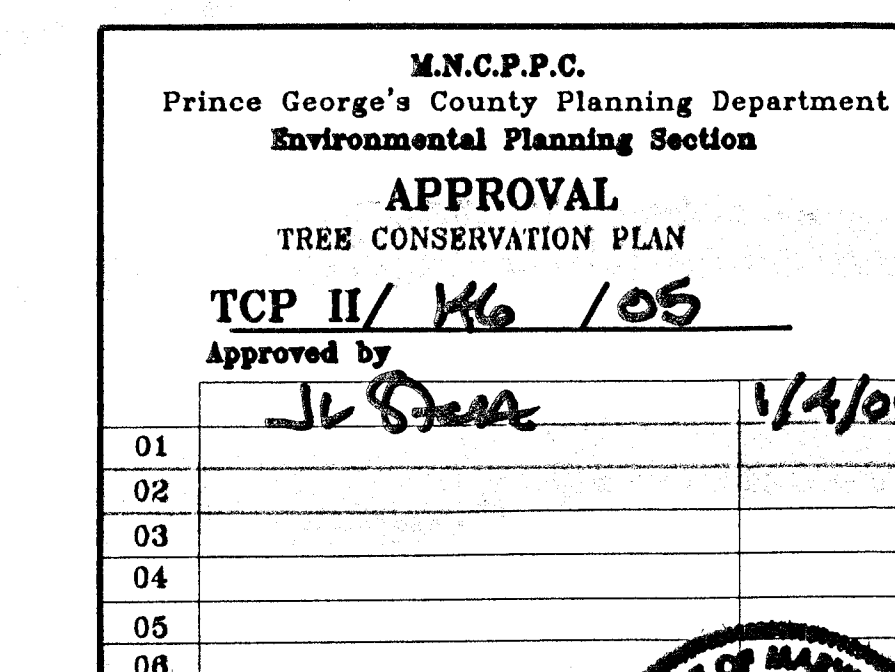 M.N.C.P.P.C.
Prince George's County Planning Department
Environmental Planning Section
APPROVAL
TREE CONSERVATION PLAN
TCP II/ /05
Approved by
01
02
03
04
05
06
OF